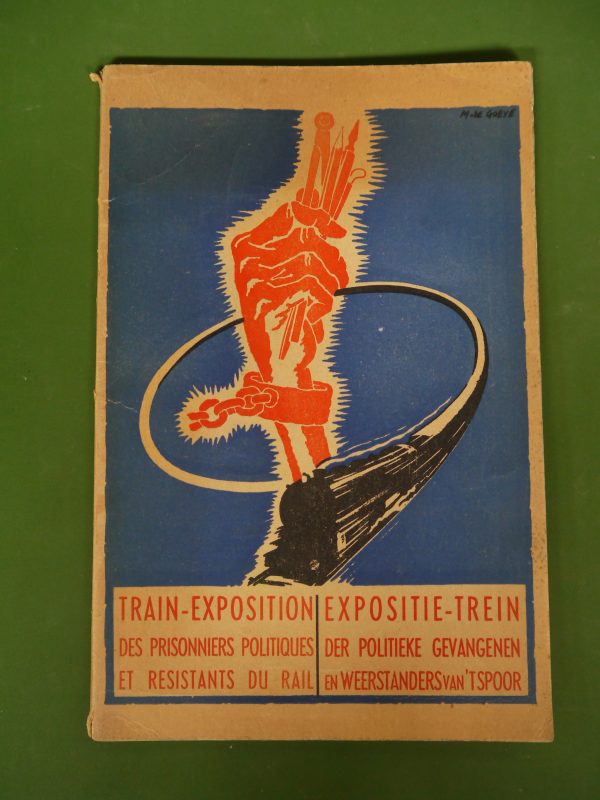 M. DE GOEYE
TRAIN-EXPOSITION
DES PRISONNIERS POLITIQUES
ET RESISTANTS DU RAIL
EXPOSITIE-TREIN
DER POLITIEKE GEVANGENEN
EN WEERSTANDERS VAN 'T SPOOR